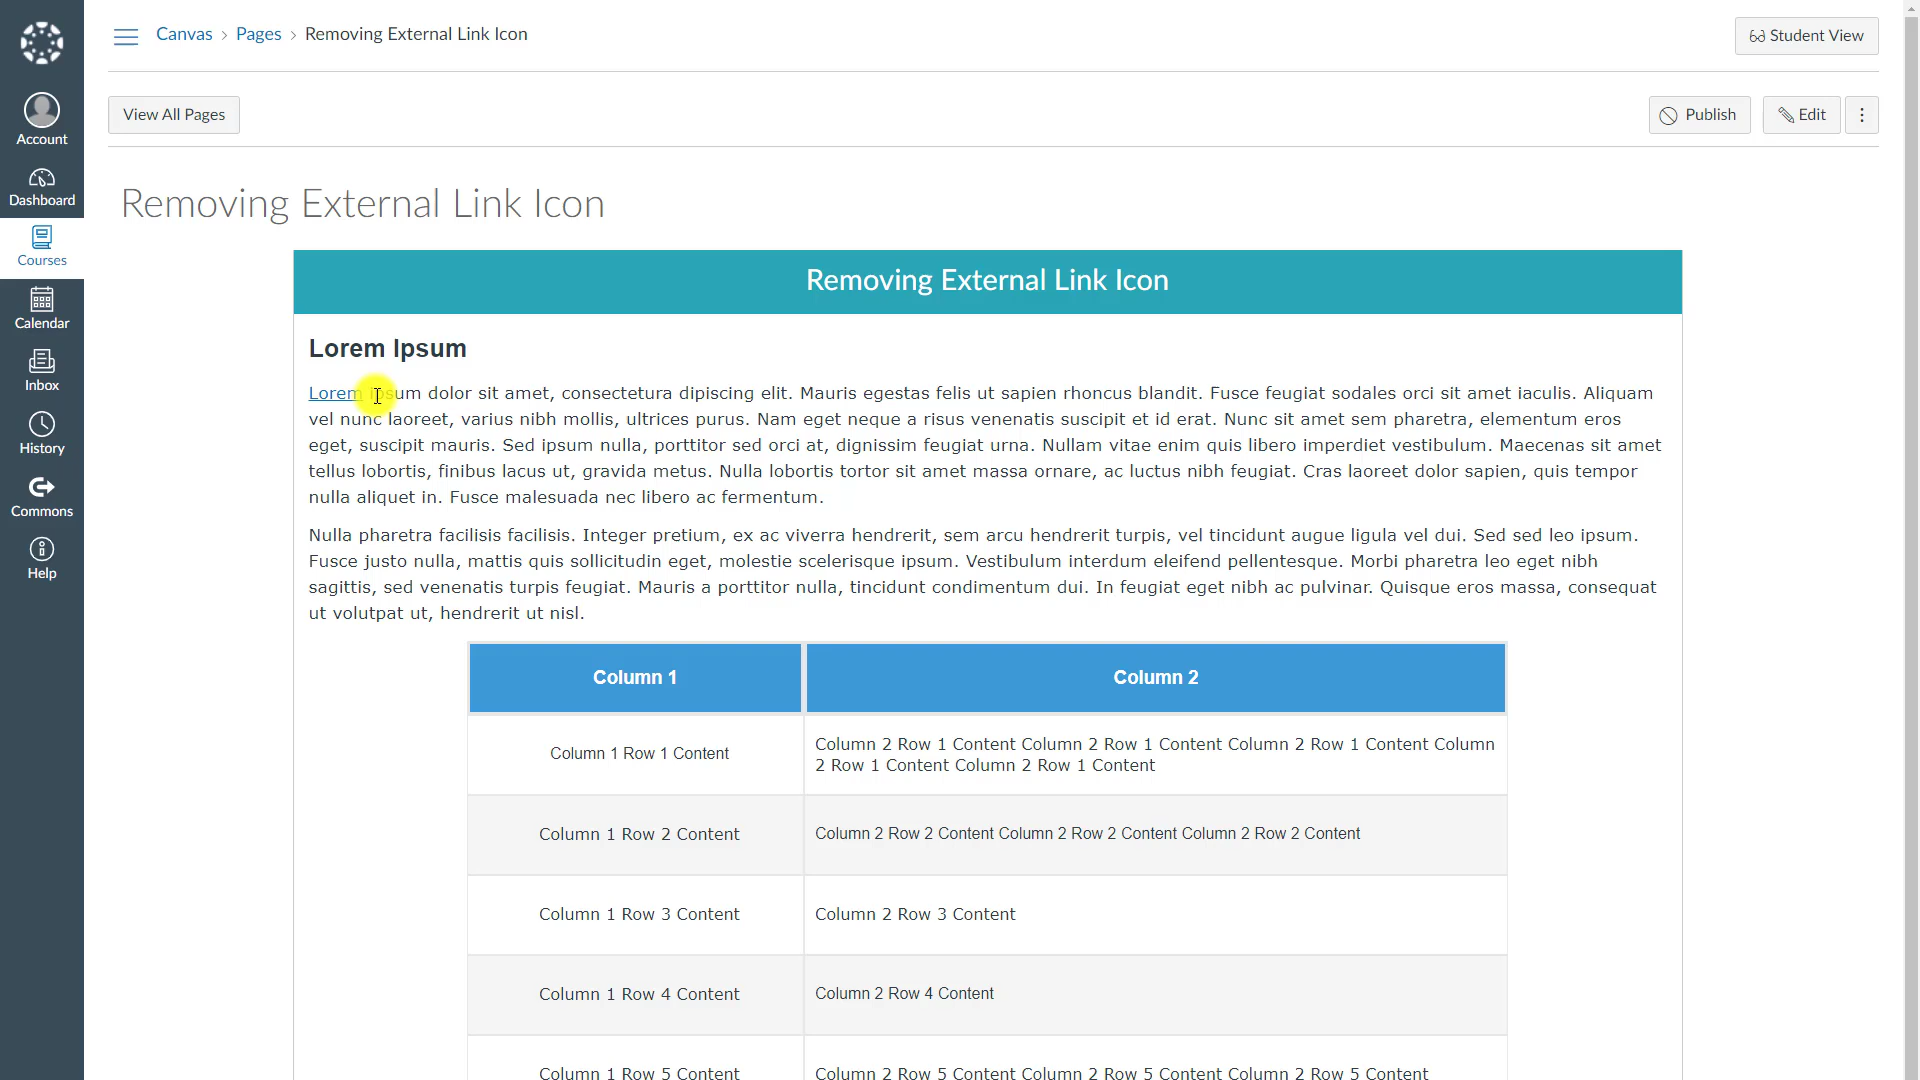 Canvas › Pages › Removing External Link Icon
Student View
Account
Dashboard
Courses
Calendar
Inbox
History
Commons
Help
View All Pages
Publish
Edit
Removing External Link Icon
Removing External Link Icon
Lorem Ipsum
Lorem ipsum dolor sit amet, consectetura dipiscing elit. Mauris egestas felis ut sapien rhoncus blandit. Fusce feugiat sodales orci sit amet iaculis. Aliquam
vel nunc laoreet, varius nibh mollis, ultrices purus. Nam eget neque a risus venenatis suscipit et id erat. Nunc sit amet sem pharetra, elementum eros
eget, suscipit mauris. Sed ipsum nulla, porttitor sed orci at, dignissim feugiat urna. Nullam vitae enim quis libero imperdiet vestibulum. Maecenas sit amet
tellus lobortis, finibus lacus ut, gravida metus. Nulla lobortis tortor sit amet massa ornare, ac luctus nibh feugiat. Cras laoreet dolor sapien, quis tempor
nulla aliquet in. Fusce malesuada nec libero ac fermentum.
Nulla pharetra facilisis facilisis. Integer pretium, ex ac viverra hendrerit, sem arcu hendrerit turpis, vel tincidunt augue ligula vel dui. Sed sed leo ipsum.
Fusce justo nulla, mattis quis sollicitudin eget, molestie scelerisque ipsum. Vestibulum interdum eleifend pellentesque. Morbi pharetra leo eget nibh
sagittis, sed venenatis turpis feugiat. Mauris a porttitor nulla, tincidunt condimentum dui. In feugiat eget nibh ac pulvinar. Quisque eros massa, consequat
ut volutpat ut, hendrerit ut nisl.
Column 1
Column 2
Column 1 Row 1 Content
Column 2 Row 1 Content Column 2 Row 1 Content Column 2 Row 1 Content Column
2 Row 1 Content Column 2 Row 1 Content
Column 1 Row 2 Content
Column 2 Row 2 Content Column 2 Row 2 Content Column 2 Row 2 Content
Column 1 Row 3 Content
Column 2 Row 3 Content
Column 1 Row 4 Content
Column 2 Row 4 Content
Column 1 Row 5 Content
Column 2 Row 5 Content Column 2 Row 5 Content Column 2 Row 5 Content